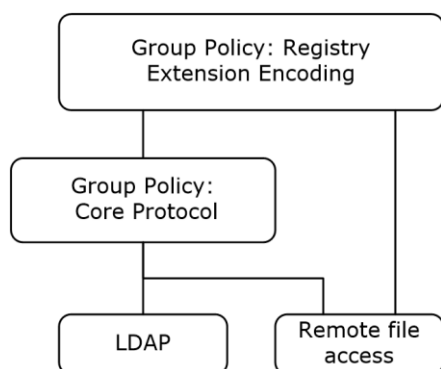 Group Policy: Registry
Extension Encoding
Group Policy:
Core Protocol
LDAP
Remote file
access